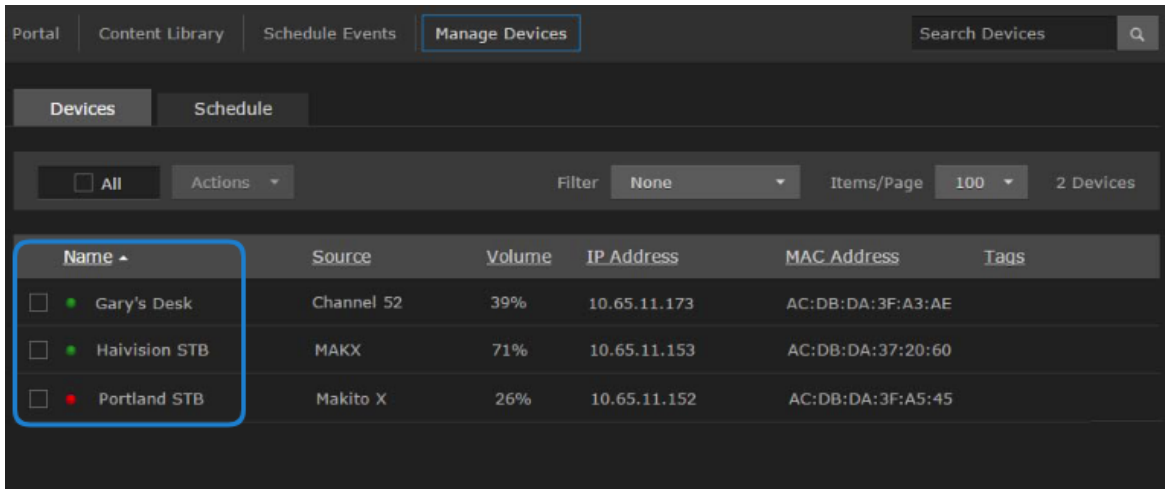 Portal Content Library Schedule Events Manage Devices Search Devices
Devices Schedule
All Actions Filter None Items/Page 100 2 Devices
Name Source Volume IP Address MAC Address Tags
Gary's Desk Channel 52 39% 10.65.11.173 AC:DB:DA:3F:A3:AE
Haivision STB MAKX 71% 10.65.11.153 AC:DB:DA:37:20:60
Portland STB Makito X 26% 10.65.11.152 AC:DB:DA:3F:A5:45